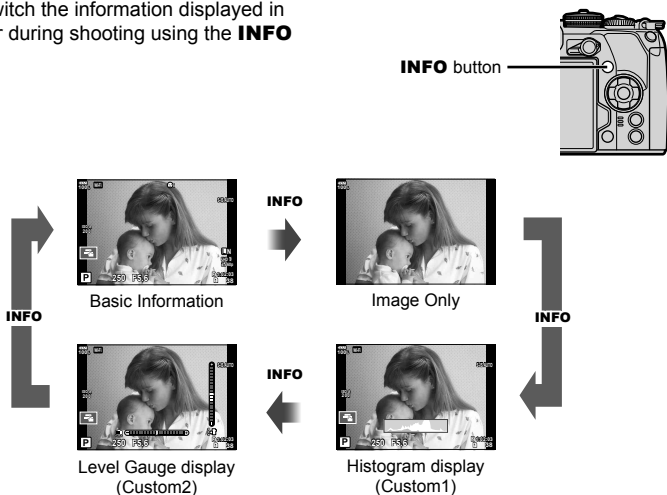 witch the information displayed in
r during shooting using the INFO
INFO button
INFO
Basic Information
Image Only
INFO
INFO
INFO
P
250 F5.6
P
250 F5.6
P
250 F5.6
Level Gauge display
(Custom2)
Histogram display
(Custom1)